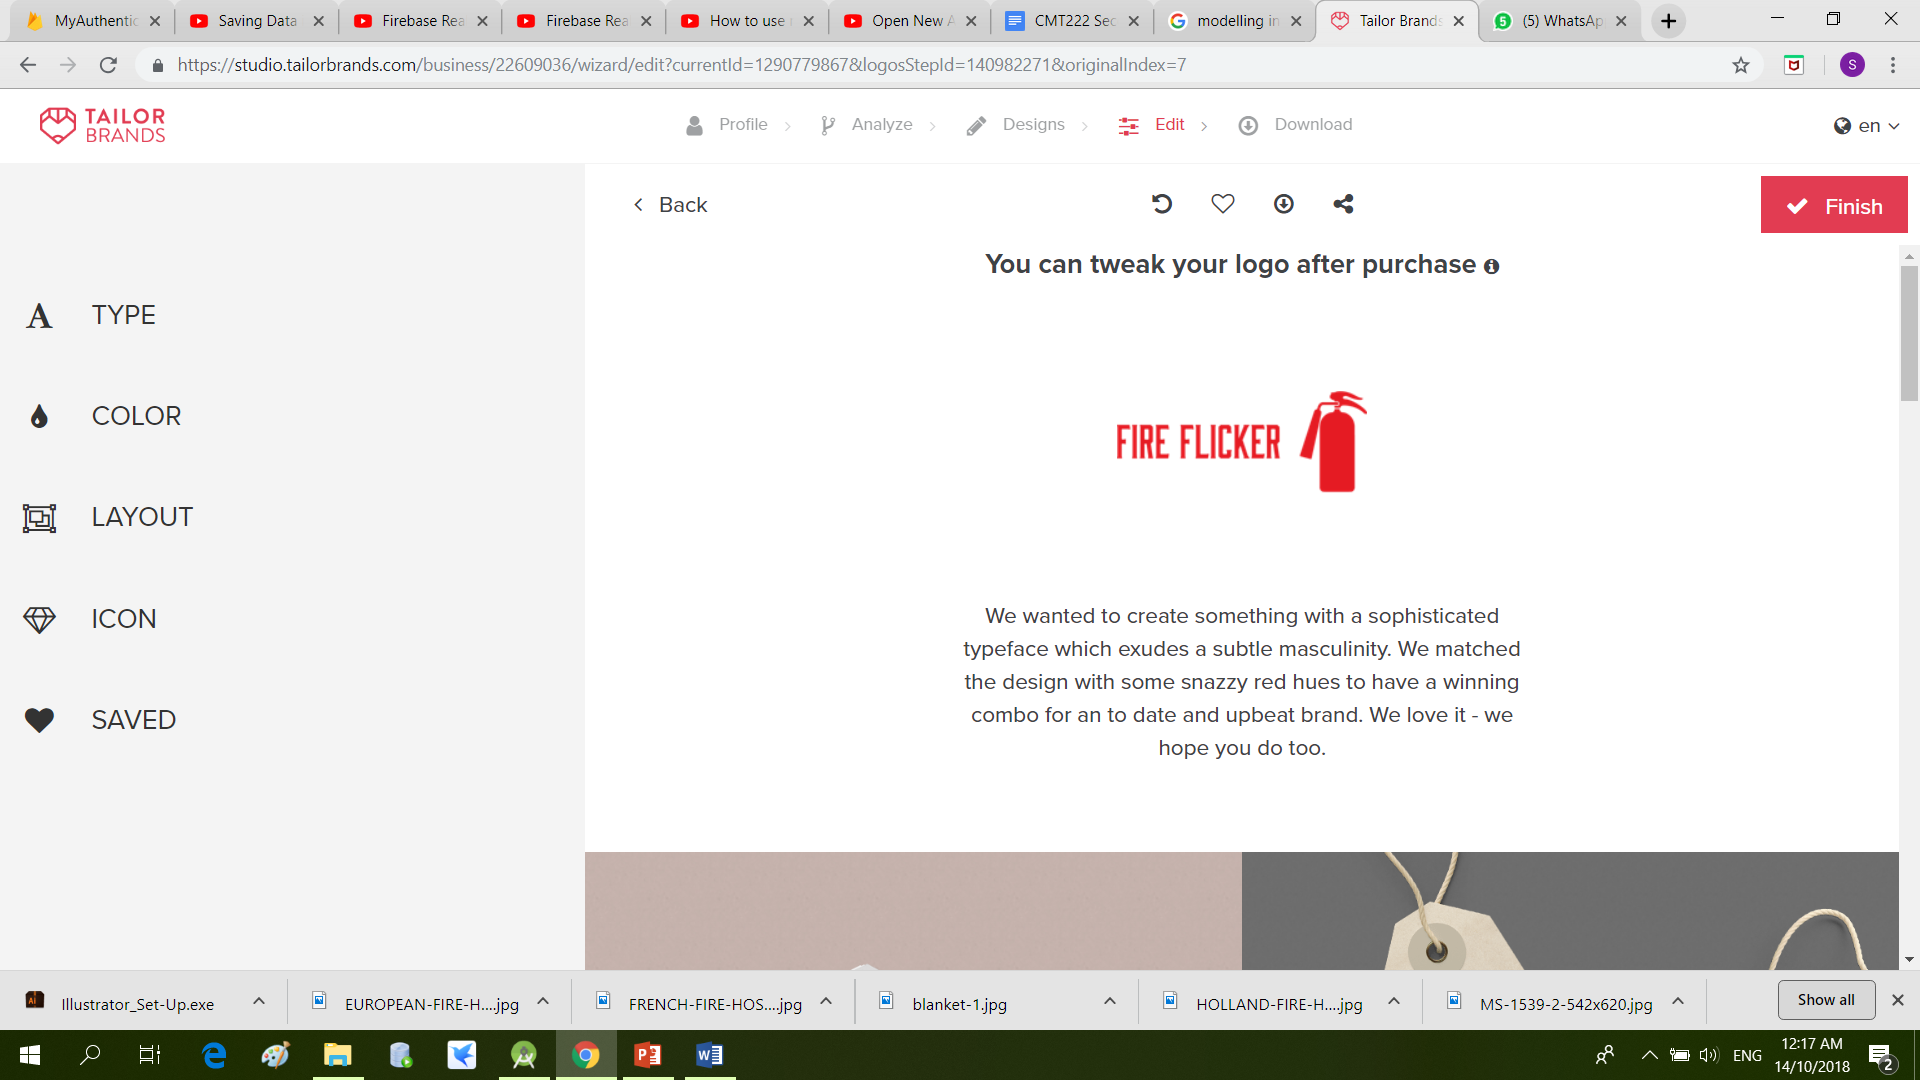 MyAuthentic
Saving Data
Firebase Rea
Firebase Rea
How to use
Open New A
CMT222 Sec
modelling in
Tailor Brands
(5) WhatsAp
https://studio.tailorbrands.com/business/22609036/wizard/edit?currentId=1290779867&logosStepId=140982271&originalIndex=7
S
TAILOR
BRANDS
Profile
Analyze
Designs
Edit
Download
en
Back
Finish
You can tweak your logo after purchase
TYPE
COLOR
LAYOUT
ICON
SAVED
FIRE FLICKER
We wanted to create something with a sophisticated
typeface which exudes a subtle masculinity. We matched
the design with some snazzy red hues to have a winning
combo for an to date and upbeat brand. We love it - we
hope you do too.
Illustrator_Set-Up.exe
EUROPEAN-FIRE-H....jpg
FRENCH-FIRE-HOS....jpg
blanket-1.jpg
HOLLAND-FIRE-H....jpg
MS-1539-2-542x620.jpg
Show all
ENG
12:17 AM
14/10/2018
2